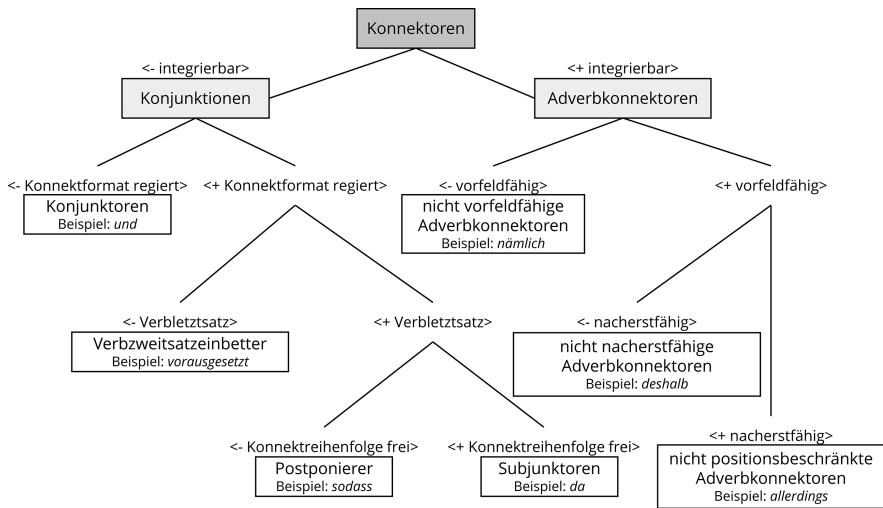 Konnektoren
<- integrierbar>
<+ integrierbar>
Konjunktionen
Adverbkonnektoren
<- Konnektformat regiert>
<+ Konnektformat regiert>
<- vorfeldfähig>
<+ vorfeldfähig>
Konjunktoren
Beispiel: und
nicht vorfeldfähige
Adverbkonnektoren
Beispiel: nämlich
<- Verbletztsatz>
<+ Verbletztsatz>
<- nacherstfähig>
Verbzweitsatzeinbetter
Beispiel: vorausgesetzt
nicht nacherstfähige
Adverbkonnektoren
Beispiel: deshalb
<- Konnektreihenfolge frei>
<+ Konnektreihenfolge frei>
<+ nacherstfähig>
Postponierer
Beispiel: sodass
Subjunktoren
Beispiel: da
nicht positionsbeschränkte
Adverbkonnektoren
Beispiel: allerdings